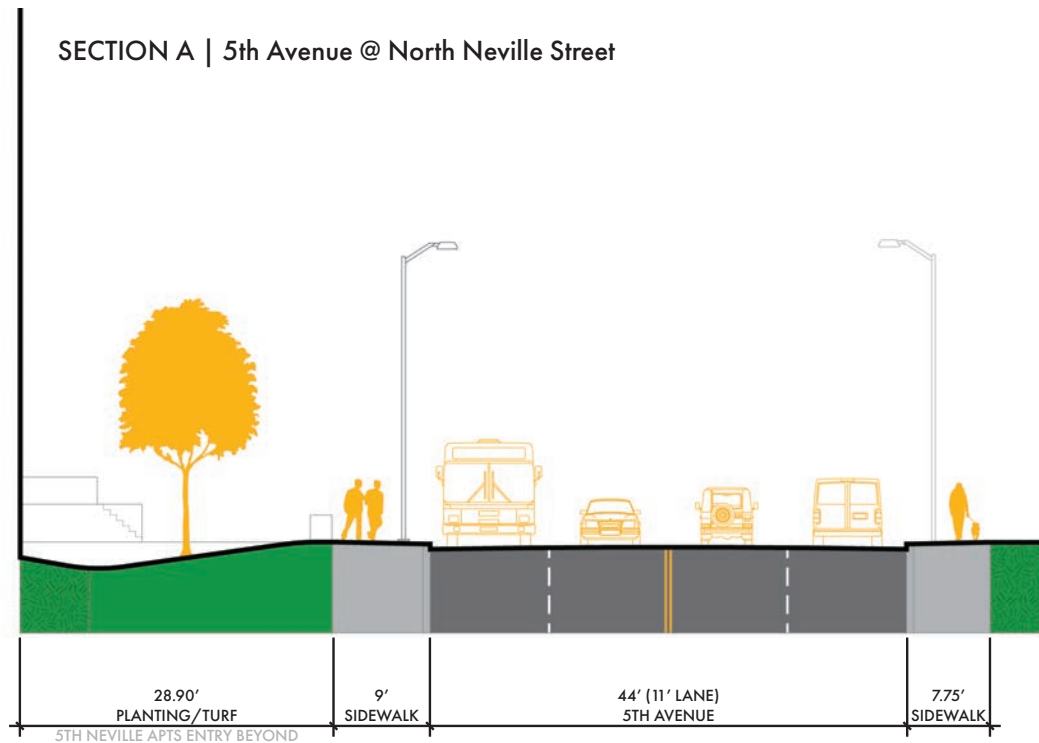 SECTION A | 5th Avenue @ North Neville Street
28.90’
PLANTING/TURF
5TH NEVILLE APTS ENTRY BEYOND
9’
SIDEWALK
44’ (11’ LANE)
5TH AVENUE
7.75’
SIDEWALK